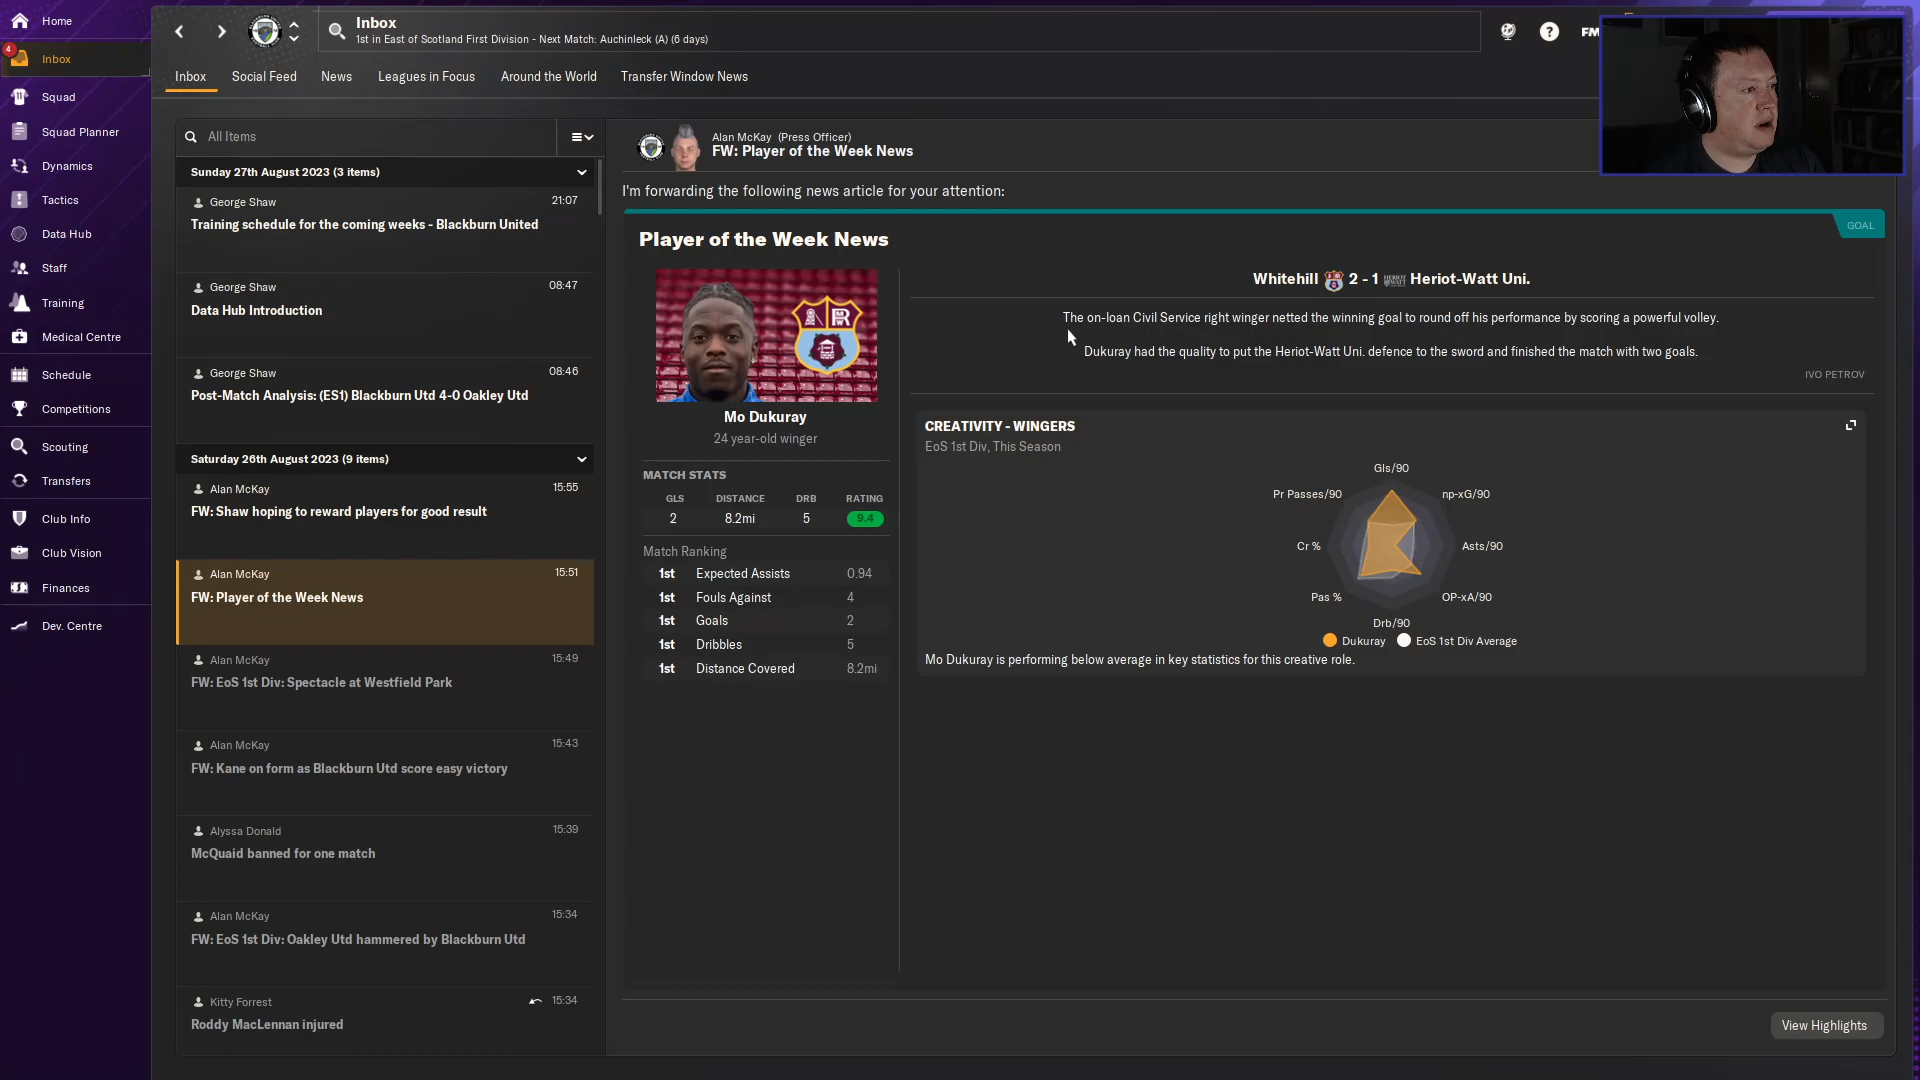 Home
4
Inbox
Squad
Squad Planner
Dynamics
Tactics
Data Hub
Staff
Training
Medical Centre
Schedule
Competitions
Scouting
Transfers
Club Info
Club Vision
Finances
Dev. Centre
Inbox
1st in East of Scotland First Division - Next Match: Auchinleck (A) (6 days)
FM
Inbox
Social Feed
News
Leagues in Focus
Around the World
Transfer Window News
All Items
Sunday 27th August 2023 (3 items)
George Shaw 21:07
Training schedule for the coming weeks - Blackburn United
George Shaw 08:47
Data Hub Introduction
George Shaw 08:46
Post-Match Analysis: (ES1) Blackburn Utd 4-0 Oakley Utd
Saturday 26th August 2023 (9 items)
Alan McKay 15:55
FW: Shaw hoping to reward players for good result
Alan McKay 15:51
FW: Player of the Week News
Alan McKay 15:49
FW: EoS 1st Div: Spectacle at Westfield Park
Alan McKay 15:43
FW: Kane on form as Blackburn Utd score easy victory
Alyssa Donald 15:39
McQuaid banned for one match
Alan McKay 15:34
FW: EoS 1st Div: Oakley Utd hammered by Blackburn Utd
Kitty Forrest 15:34
Roddy MacLennan injured
Alan McKay (Press Officer)
FW: Player of the Week News
I'm forwarding the following news article for your attention:
GOAL
Player of the Week News
Mo Dukuray
24 year-old winger
MATCH STATS
GLS DISTANCE DRB RATING
2 8.2mi 5 9.4
Match Ranking
1st Expected Assists 0.94
1st Fouls Against 4
1st Goals 2
1st Dribbles 5
1st Distance Covered 8.2mi
Whitehill 2 - 1 Heriot-Watt Uni.
The on-loan Civil Service right winger netted the winning goal to round off his performance by scoring a powerful volley.
Dukuray had the quality to put the Heriot-Watt Uni. defence to the sword and finished the match with two goals.
IVO PETROV
CREATIVITY - WINGERS
EoS 1st Div, This Season
Gls/90
Pr Passes/90 np-xG/90
Cr % Asts/90
Pas % OP-xA/90
Drb/90
Dukuray EoS 1st Div Average
Mo Dukuray is performing below average in key statistics for this creative role.
View Highlights